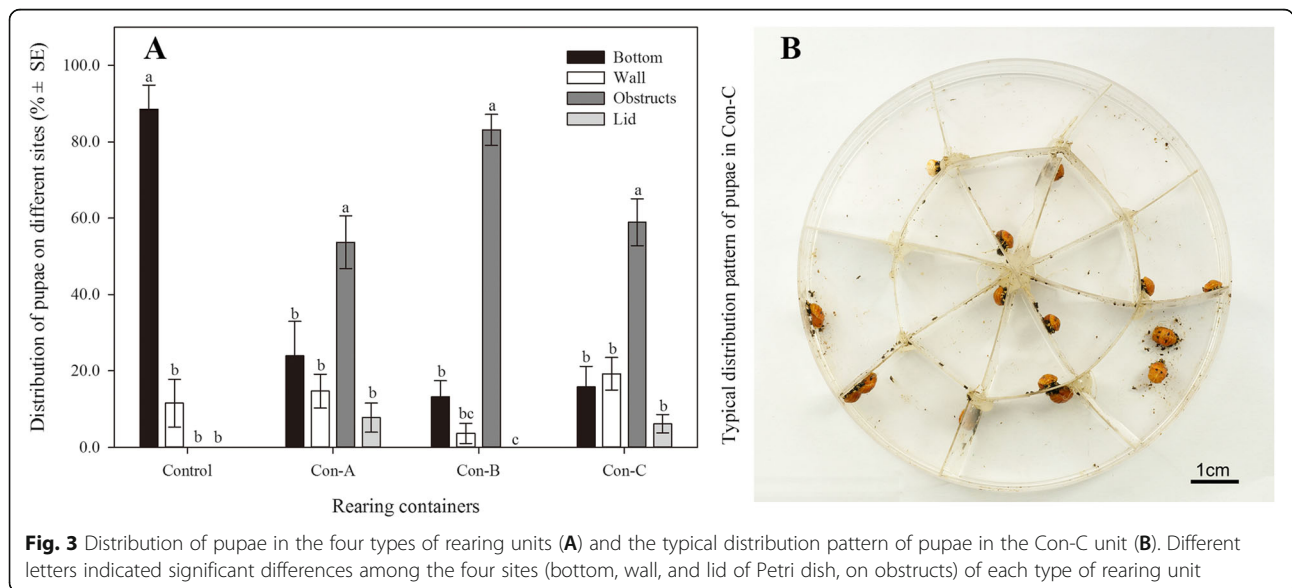 A
Distribution of pupae on different sites (% ± SE)
100.0
80.0
60.0
40.0
20.0
0.0
Bottom
Wall
Obstructs
Lid
a
b
b b
b
b
a
b
b
bc
a
c
b
b
a
b
Control
Con-A
Con-B
Con-C
Rearing containers
B
Typical distribution pattern of pupae in Con-C
1cm
Fig. 3 Distribution of pupae in the four types of rearing units (A) and the typical distribution pattern of pupae in the Con-C unit (B). Different
letters indicated significant differences among the four sites (bottom, wall, and lid of Petri dish, on obstructs) of each type of rearing unit